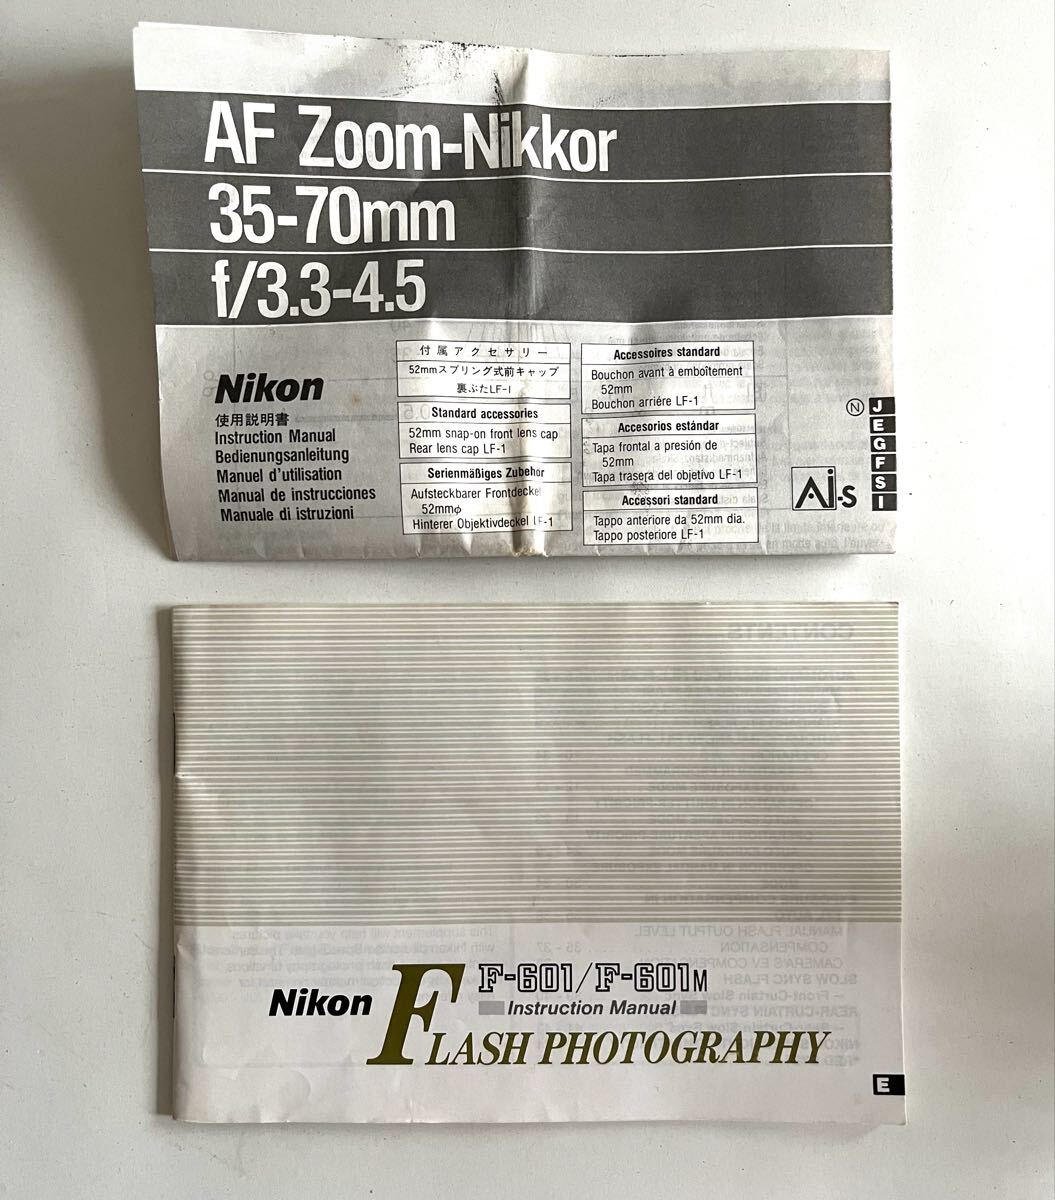 AF Zoom-Nikkor
35-70mm
f/3.3-4.5
Nikon
使用説明書
Instruction Manual
Bedienungsanleitung
Manuel d'utilisation
Manual de instrucciones
Manuale di istruzioni
付属アクセサリー
52mmスプリング式前キャップ
裏ぶたLF-1
Standard accessories
52mm snap-on front lens cap
Rear lens cap LF-1
Serienmäßiges Zubehör
Aufsteckbarer Frontdeckel
52mmφ
Hinterer Objektivdeckel LF-1
Accessoires standard
Bouchon avant à emboîtement
52mm
Bouchon arriére LF-1
Accesorios estándar
Tapa frontal a presión de
52mm
Tapa trasera del objetivo LF-1
Accessori standard
Tappo anteriore da 52mm dia.
Tappo posteriore LF-1
Ai-s
N
J
E
G
F
S
I
Nikon
F-601/F-601M
Instruction Manual
FLASH PHOTOGRAPHY
E